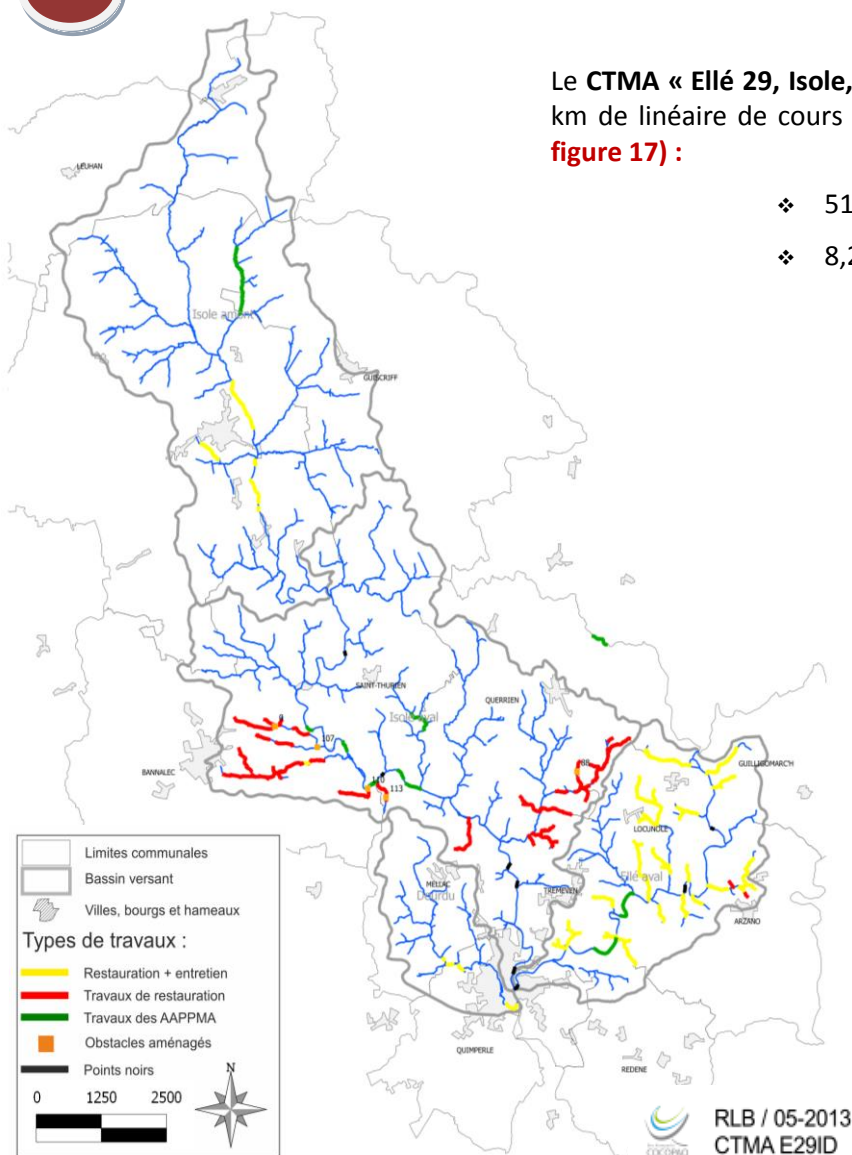 Le CTMA « Ellé 29, Isole,
km de linéaire de cours
figure 17) :
❖ 51
❖ 8,2
LEUHAN
Isole amont
GUISCRIFF
SAINT-THURIEN
QUERRIEN
Isole aval
9
107
88
BANNALEC
GUILLIGOMARC'H
110
113
LOCUNOLE
Ellé aval
MELLAC
Dourdu
TREMEVEN
ARZANO
QUIMPERLE
REDENE
Limites communales
Bassin versant
Villes, bourgs et hameaux
Types de travaux :
Restauration + entretien
Travaux de restauration
Travaux des AAPPMA
Obstacles aménagés
Points noirs
N
0 1250 2500
COCOPAQ
RLB / 05-2013
CTMA E29ID